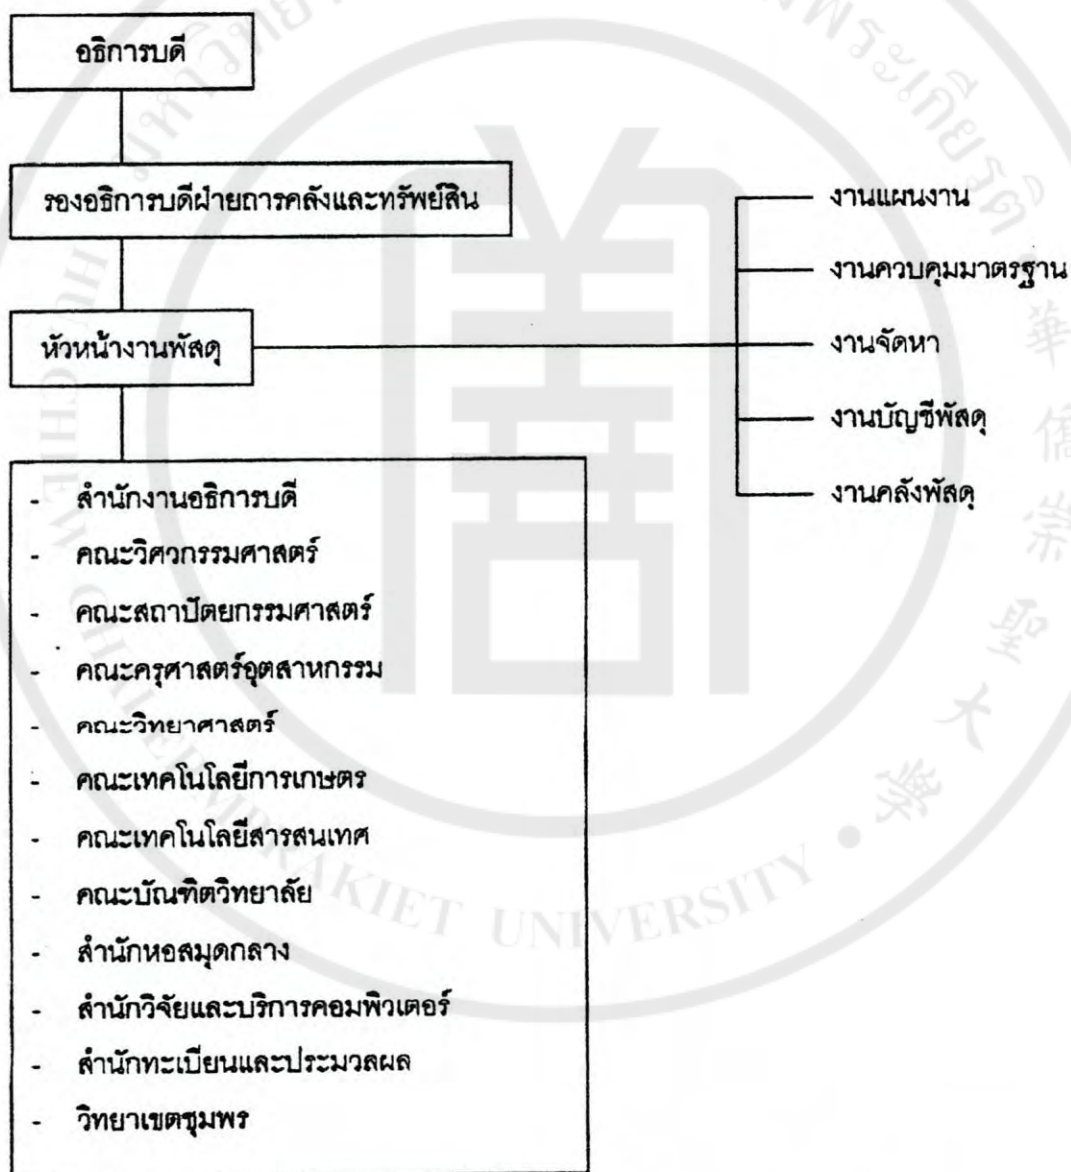 อธิการบดี
รองอธิการบดีฝ่ายการคลังและทรัพย์สิน
หัวหน้างานพัสดุ
งานแผนงาน
งานควบคุมมาตรฐาน
งานจัดหา
งานบัญชีพัสดุ
งานคลังพัสดุ
- สำนักงานอธิการบดี
- คณะวิศวกรรมศาสตร์
- คณะสถาปัตยกรรมศาสตร์
- คณะครุศาสตร์อุตสาหกรรม
- คณะวิทยาศาสตร์
- คณะเทคโนโลยีการเกษตร
- คณะเทคโนโลยีสารสนเทศ
- คณะบัณฑิตวิทยาลัย
- สำนักหอสมุดกลาง
- สำนักวิจัยและบริการคอมพิวเตอร์
- สำนักทะเบียนและประมวลผล
- วิทยาเขตชุมพร
HUACHIEW CHALERMPRAKIET UNIVERSITY
華僑崇聖大學